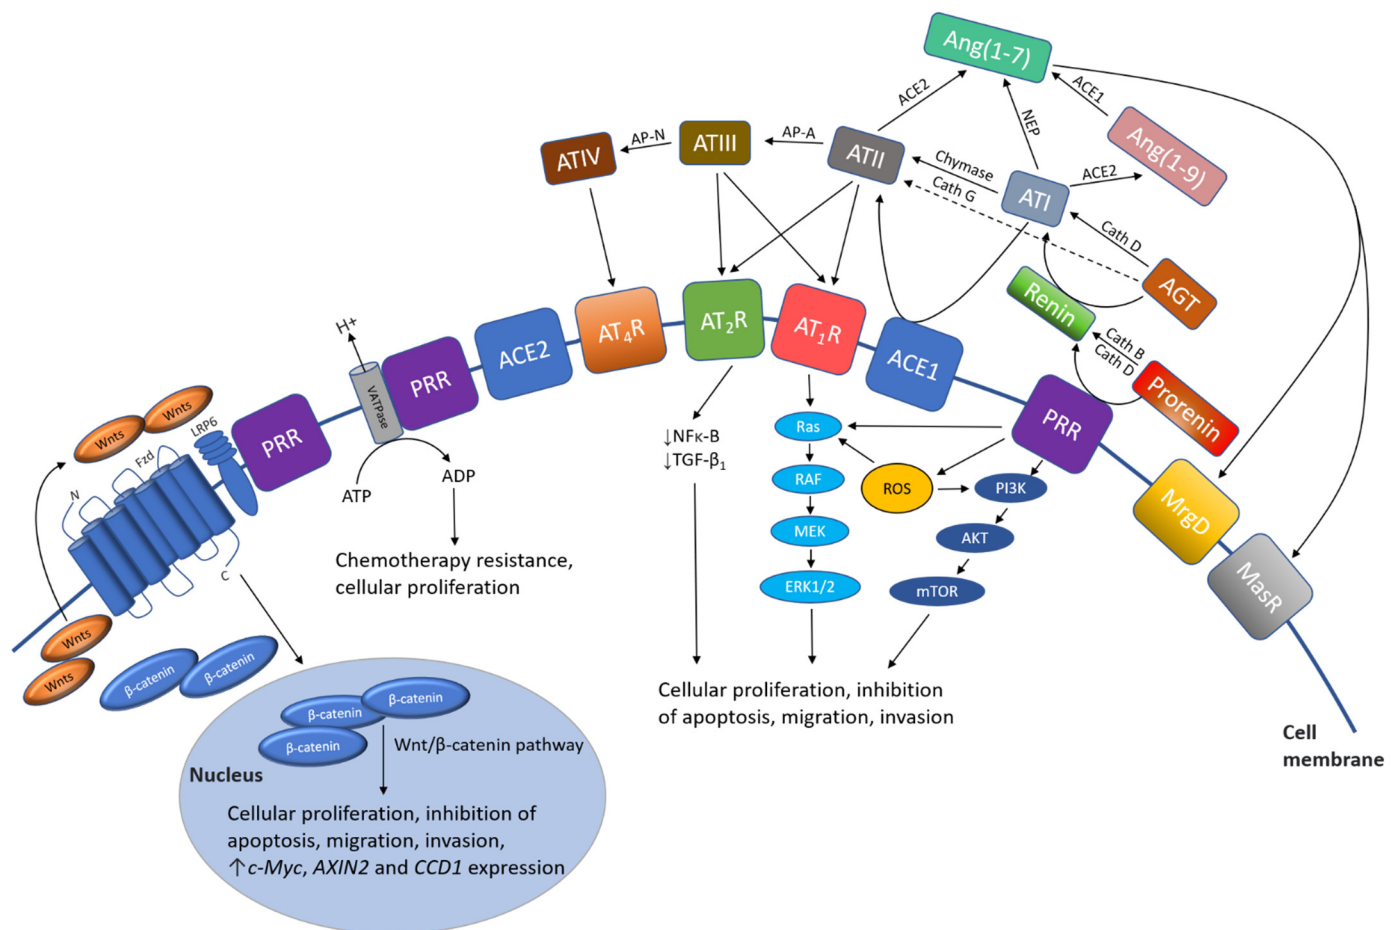 Ang(1-7)
ACE2
ACE1
NEP
Ang(1-9)
ATIV
AP-N
ATIII
AP-A
ATII
Chymase
Cath G
ATI
ACE2
Cath D
AGT
Renin
Cath B
Cath D
Prorenin
H+
VATPase
PRR
ACE2
AT4R
AT2R
AT1R
ACE1
PRR
MrgD
MasR
PRR
LRP6
Wnts
Wnts
Fzd
N
C
Wnts
Wnts
β-catenin
β-catenin
ATP
ADP
Chemotherapy resistance,
cellular proliferation
↓NFκ-B
↓TGF-β1
Ras
RAF
MEK
ERK1/2
ROS
PI3K
AKT
mTOR
Cellular proliferation, inhibition
of apoptosis, migration, invasion
Cell
membrane
β-catenin
β-catenin
β-catenin
Wnt/β-catenin pathway
Nucleus
Cellular proliferation, inhibition of
apoptosis, migration, invasion,
↑c-Myc, AXIN2 and CCD1 expression